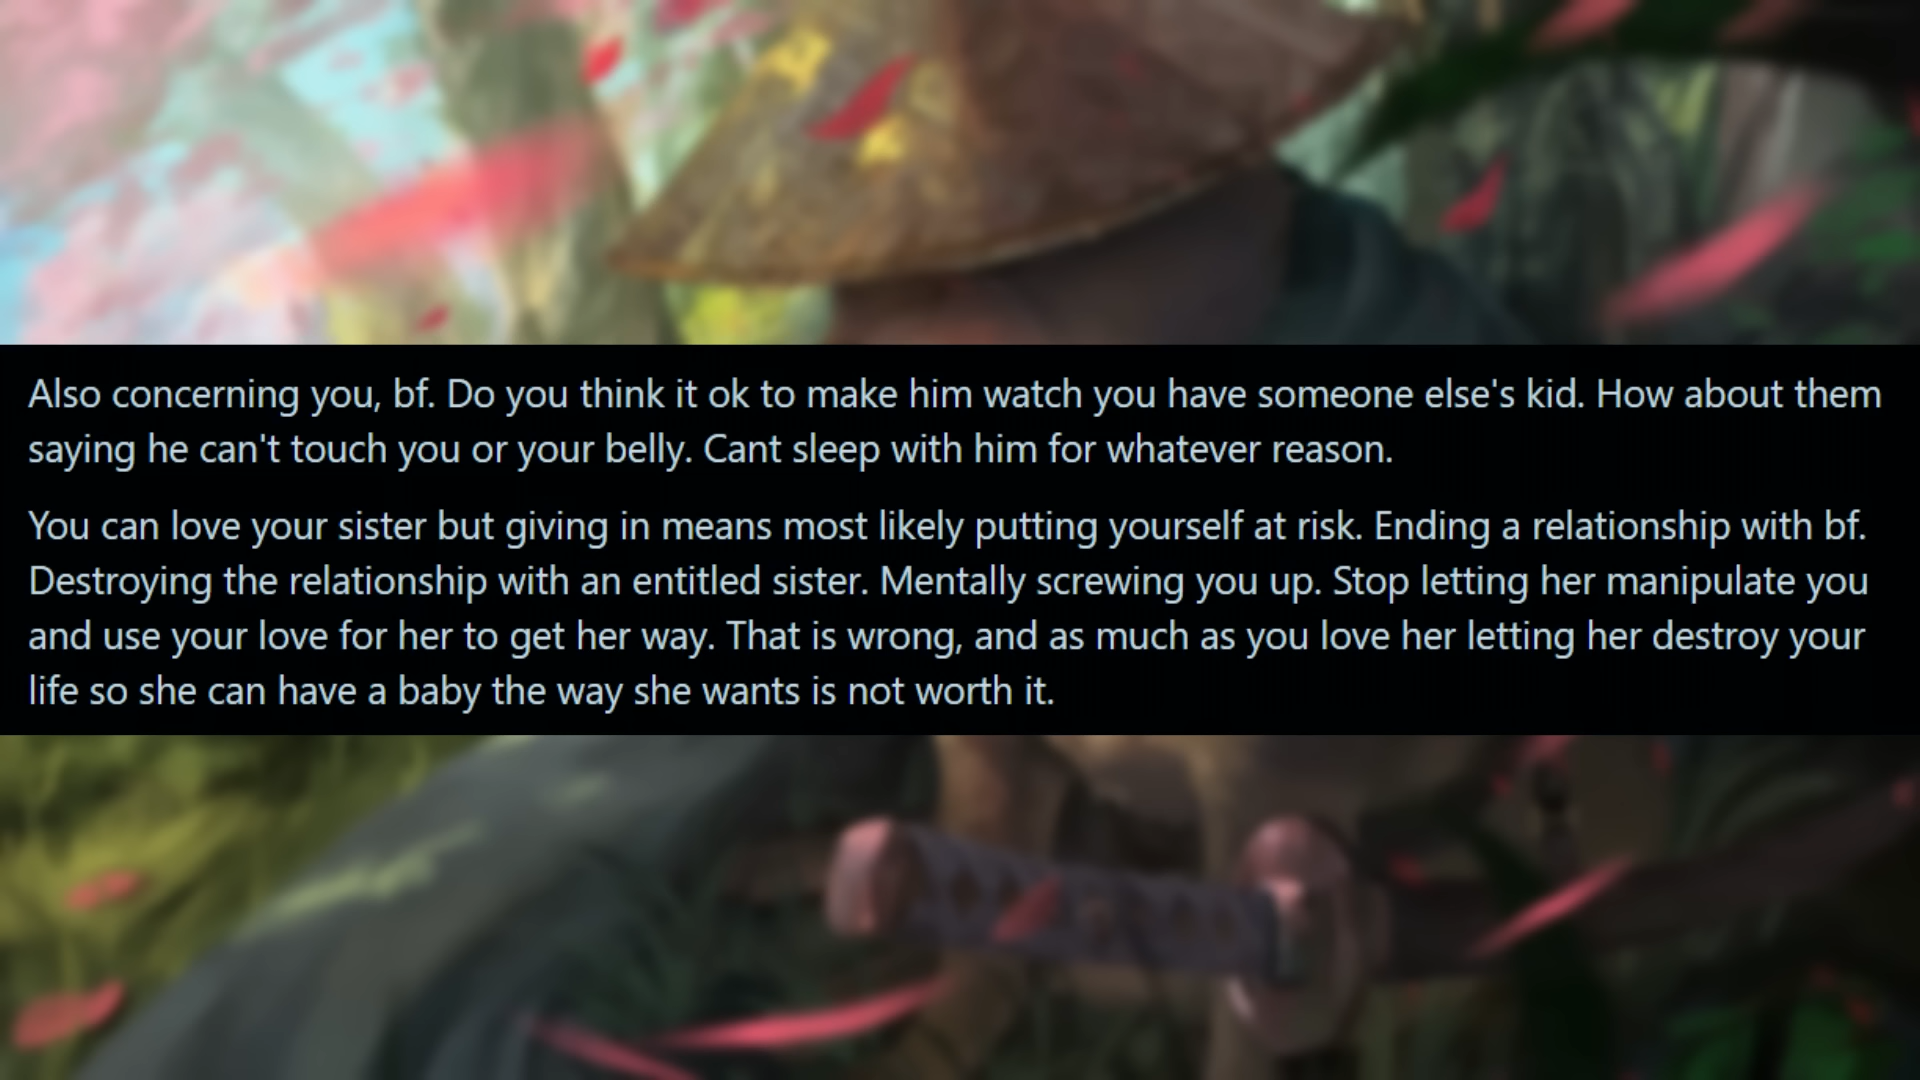 Also concerning you, bf. Do you think it ok to make him watch you have someone else's kid. How about them
saying he can't touch you or your belly. Cant sleep with him for whatever reason.
You can love your sister but giving in means most likely putting yourself at risk. Ending a relationship with bf.
Destroying the relationship with an entitled sister. Mentally screwing you up. Stop letting her manipulate you
and use your love for her to get her way. That is wrong, and as much as you love her letting her destroy your
life so she can have a baby the way she wants is not worth it.